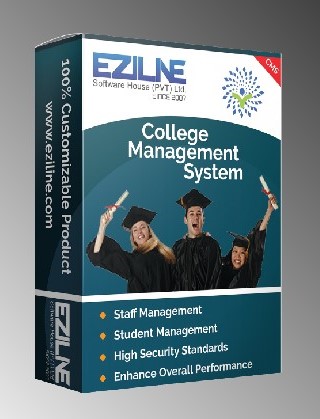 EZILNE
Software House (PVT) Ltd.
SINCE 2007
CMS
College
Management
System
Staff Management
Student Management
High Security Standards
Enhance Overall Performance
100% Customizable Product
www.eziline.com
EZILNE